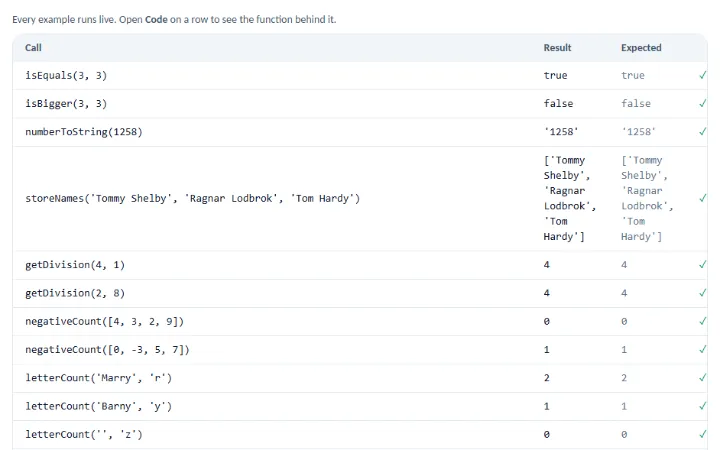 Every example runs live. Open Code on a row to see the function behind it.
Call Result Expected
isEquals(3, 3) true true ✓
isBigger(3, 3) false false ✓
numberToString(1258) '1258' '1258' ✓
storeNames('Tommy Shelby', 'Ragnar Lodbrok', 'Tom Hardy') ['Tommy Shelby', 'Ragnar Lodbrok', 'Tom Hardy'] ['Tommy Shelby', 'Ragnar Lodbrok', 'Tom Hardy'] ✓
getDivision(4, 1) 4 4 ✓
getDivision(2, 8) 4 4 ✓
negativeCount([4, 3, 2, 9]) 0 0 ✓
negativeCount([0, -3, 5, 7]) 1 1 ✓
letterCount('Marry', 'r') 2 2 ✓
letterCount('Barny', 'y') 1 1 ✓
letterCount('', 'z') 0 0 ✓